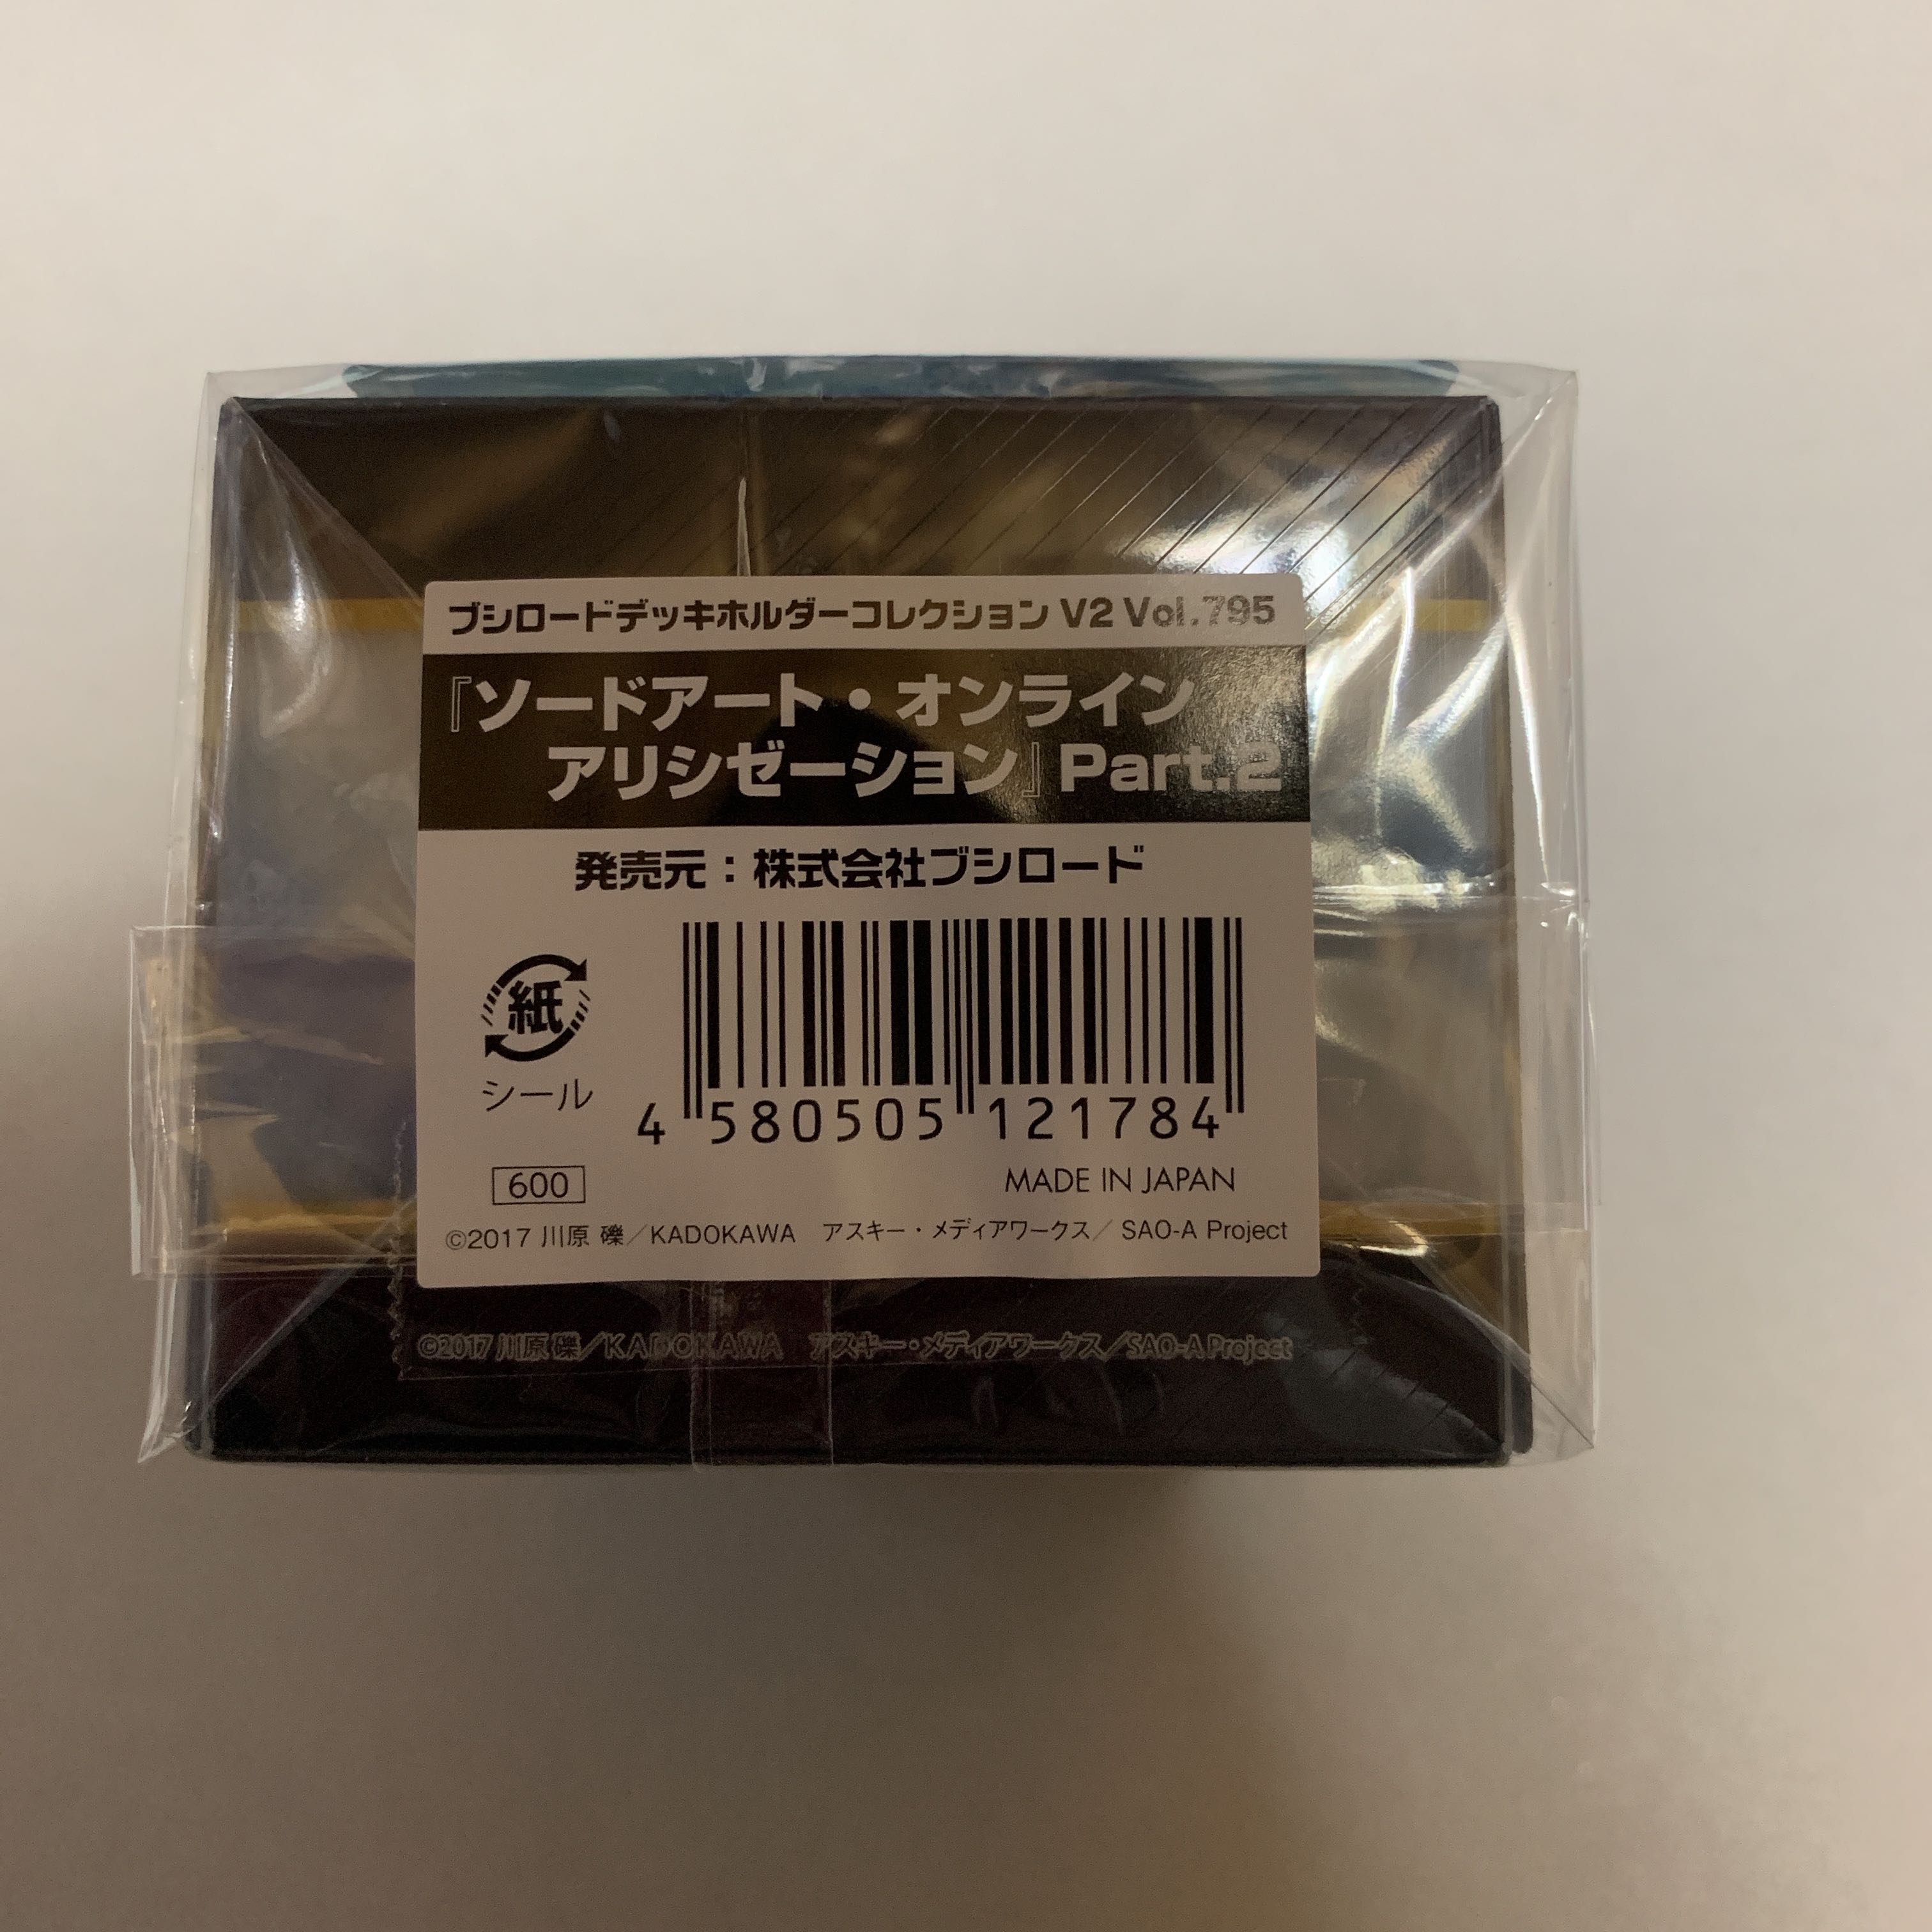 ブシロードデッキホルダーコレクション V2 Vol.795
『ソードアート・オンライン
アリシゼーション』Part.2
発売元：株式会社ブシロード
紙
シール
4 580505 121784
600
MADE IN JAPAN
©2017 川原 礫／KADOKAWA アスキー・メディアワークス／ SAO-A Project
©2017 川原 礫／KADOKAWA アスキー・メディアワークス／SAO-A Project